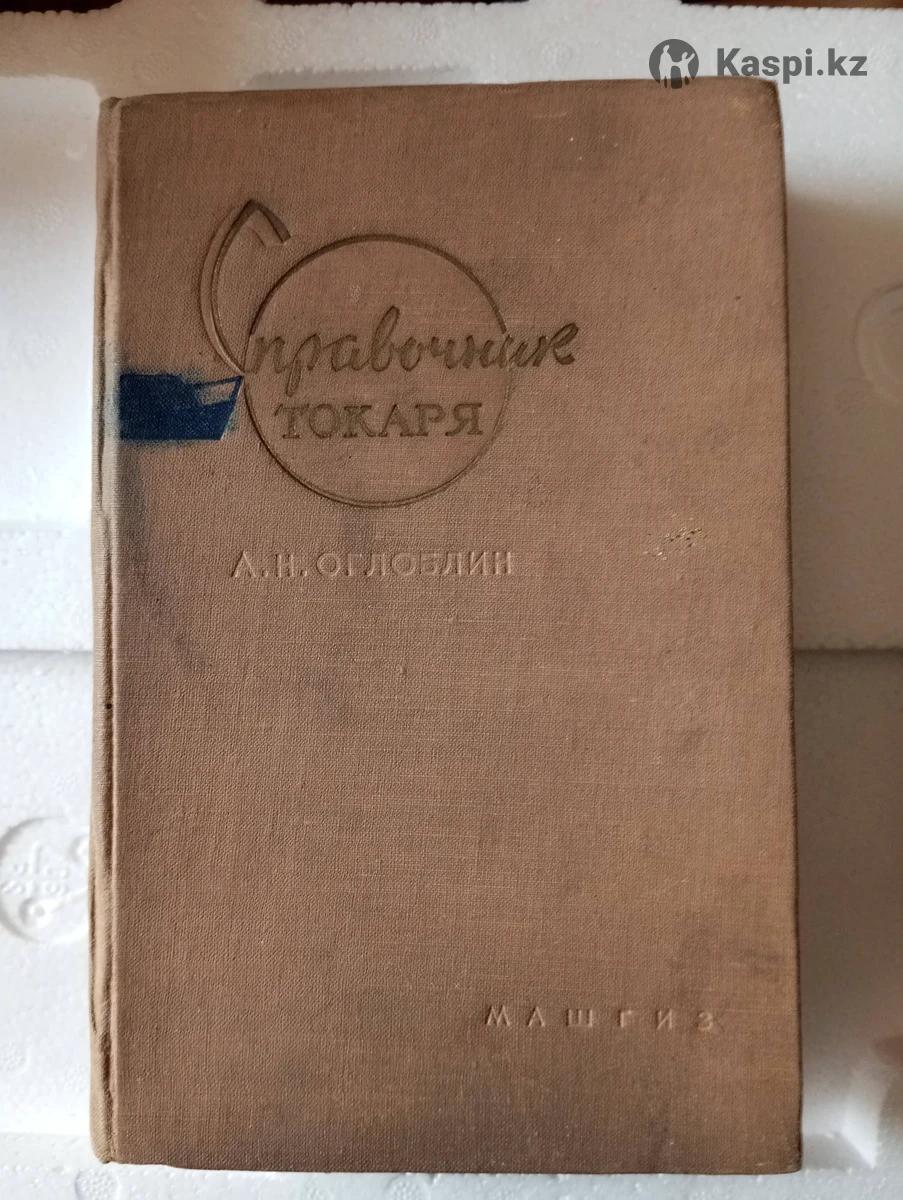 Kaspi.kz
Справочник
ТОКАРЯ
А.Н. ОГЛОБЛИН
МАШГИЗ